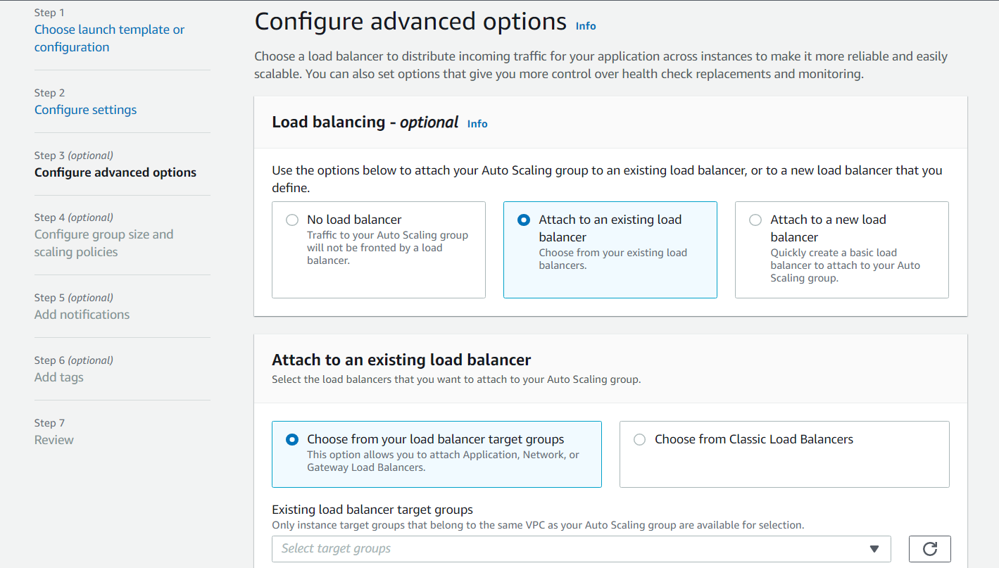 Step 1
Choose launch template or
configuration
Step 2
Configure settings
Step 3 (optional)
Configure advanced options
Step 4 (optional)
Configure group size and
scaling policies
Step 5 (optional)
Add notifications
Step 6 (optional)
Add tags
Step 7
Review
Configure advanced options Info
Choose a load balancer to distribute incoming traffic for your application across instances to make it more reliable and easily
scalable. You can also set options that give you more control over health check replacements and monitoring.
Load balancing - optional Info
Use the options below to attach your Auto Scaling group to an existing load balancer, or to a new load balancer that you
define.
No load balancer
Traffic to your Auto Scaling group
will not be fronted by a load
balancer.
Attach to an existing load
balancer
Choose from your existing load
balancers.
Attach to a new load
balancer
Quickly create a basic load
balancer to attach to your Auto
Scaling group.
Attach to an existing load balancer
Select the load balancers that you want to attach to your Auto Scaling group.
Choose from your load balancer target groups
This option allows you to attach Application, Network, or
Gateway Load Balancers.
Choose from Classic Load Balancers
Existing load balancer target groups
Only instance target groups that belong to the same VPC as your Auto Scaling group are available for selection.
Select target groups